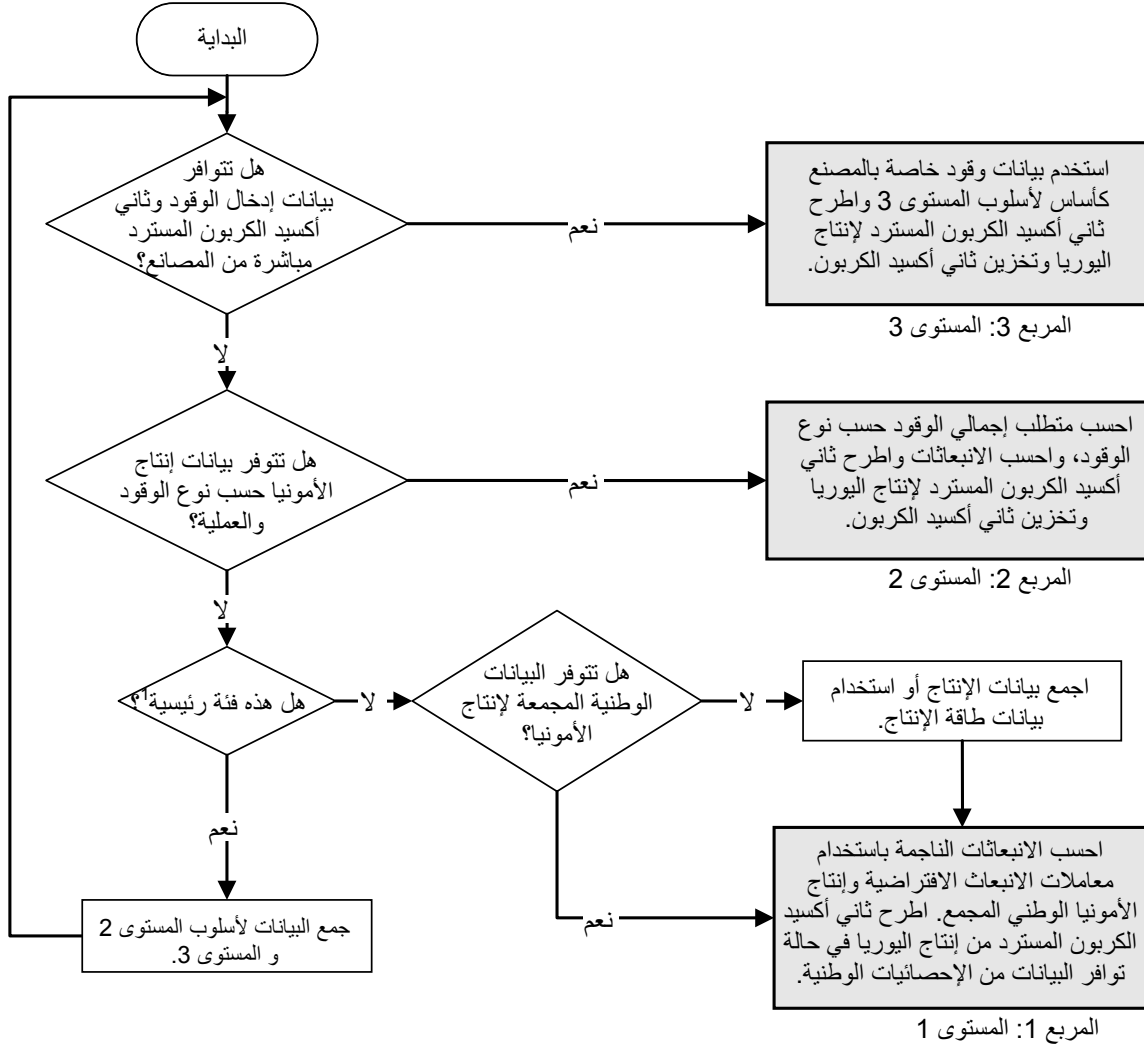 البداية
هل تتوافر
بيانات إدخال الوقود وثاني
أكسيد الكربون المسترد
مباشرة من المصانع؟
نعم
استخدم بيانات وقود خاصة بالمصنع
كأساس لأسلوب المستوى 3 واطرح
ثاني أكسيد الكربون المسترد لإنتاج
اليوريا وتخزين ثاني أكسيد الكربون.
المربع 3: المستوى 3
لا
هل تتوفر بيانات إنتاج
الأمونيا حسب نوع الوقود
والعملية؟
نعم
احسب متطلب إجمالي الوقود حسب نوع
الوقود، واحسب الانبعاثات واطرح ثاني
أكسيد الكربون المسترد لإنتاج اليوريا
وتخزين ثاني أكسيد الكربون.
المربع 2: المستوى 2
لا
هل هذه فئة رئيسية1؟
لا
هل تتوفر البيانات
الوطنية المجمعة لإنتاج
الأمونيا؟
لا
اجمع بيانات الإنتاج أو استخدام
بيانات طاقة الإنتاج.
نعم
جمع البيانات لأسلوب المستوى 2
و المستوى 3.
نعم
احسب الانبعاثات الناجمة باستخدام
معاملات الانبعاث الافتراضية وإنتاج
الأمونيا الوطني المجمع. اطرح ثاني أكسيد
الكربون المسترد من إنتاج اليوريا في حالة
توافر البيانات من الإحصائيات الوطنية.
المربع 1: المستوى 1